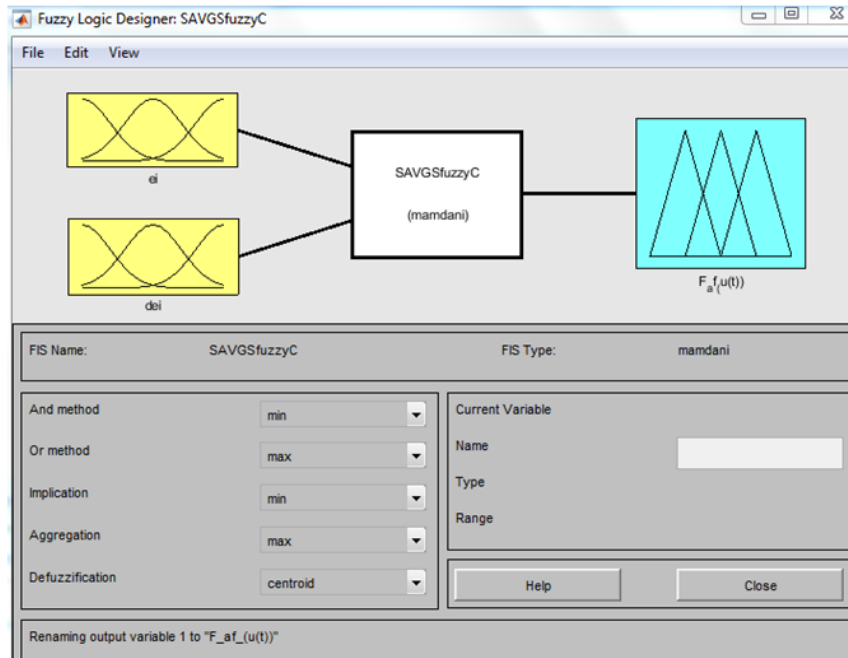 Fuzzy Logic Designer: SAVGSfuzzyC
File Edit View
ei
dei
SAVGSfuzzyC
(mamdani)
F_af_(u(t))
FIS Name: SAVGSfuzzyC FIS Type: mamdani
And method min
Or method max
Implication min
Aggregation max
Defuzzification centroid
Current Variable
Name
Type
Range
Help Close
Renaming output variable 1 to "F_af_(u(t))"